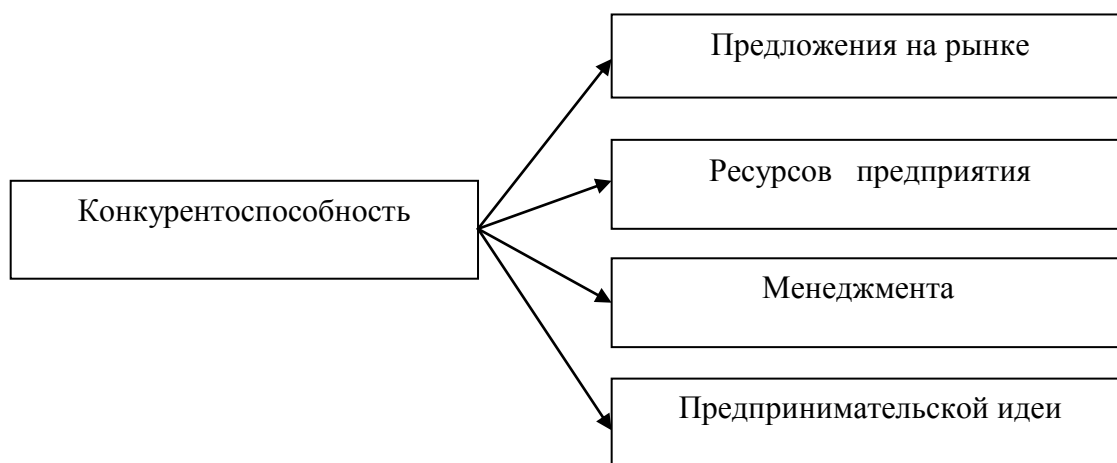 Предложения на рынке
Ресурсов предприятия
Конкурентоспособность
Менеджмента
Предпринимательской идеи